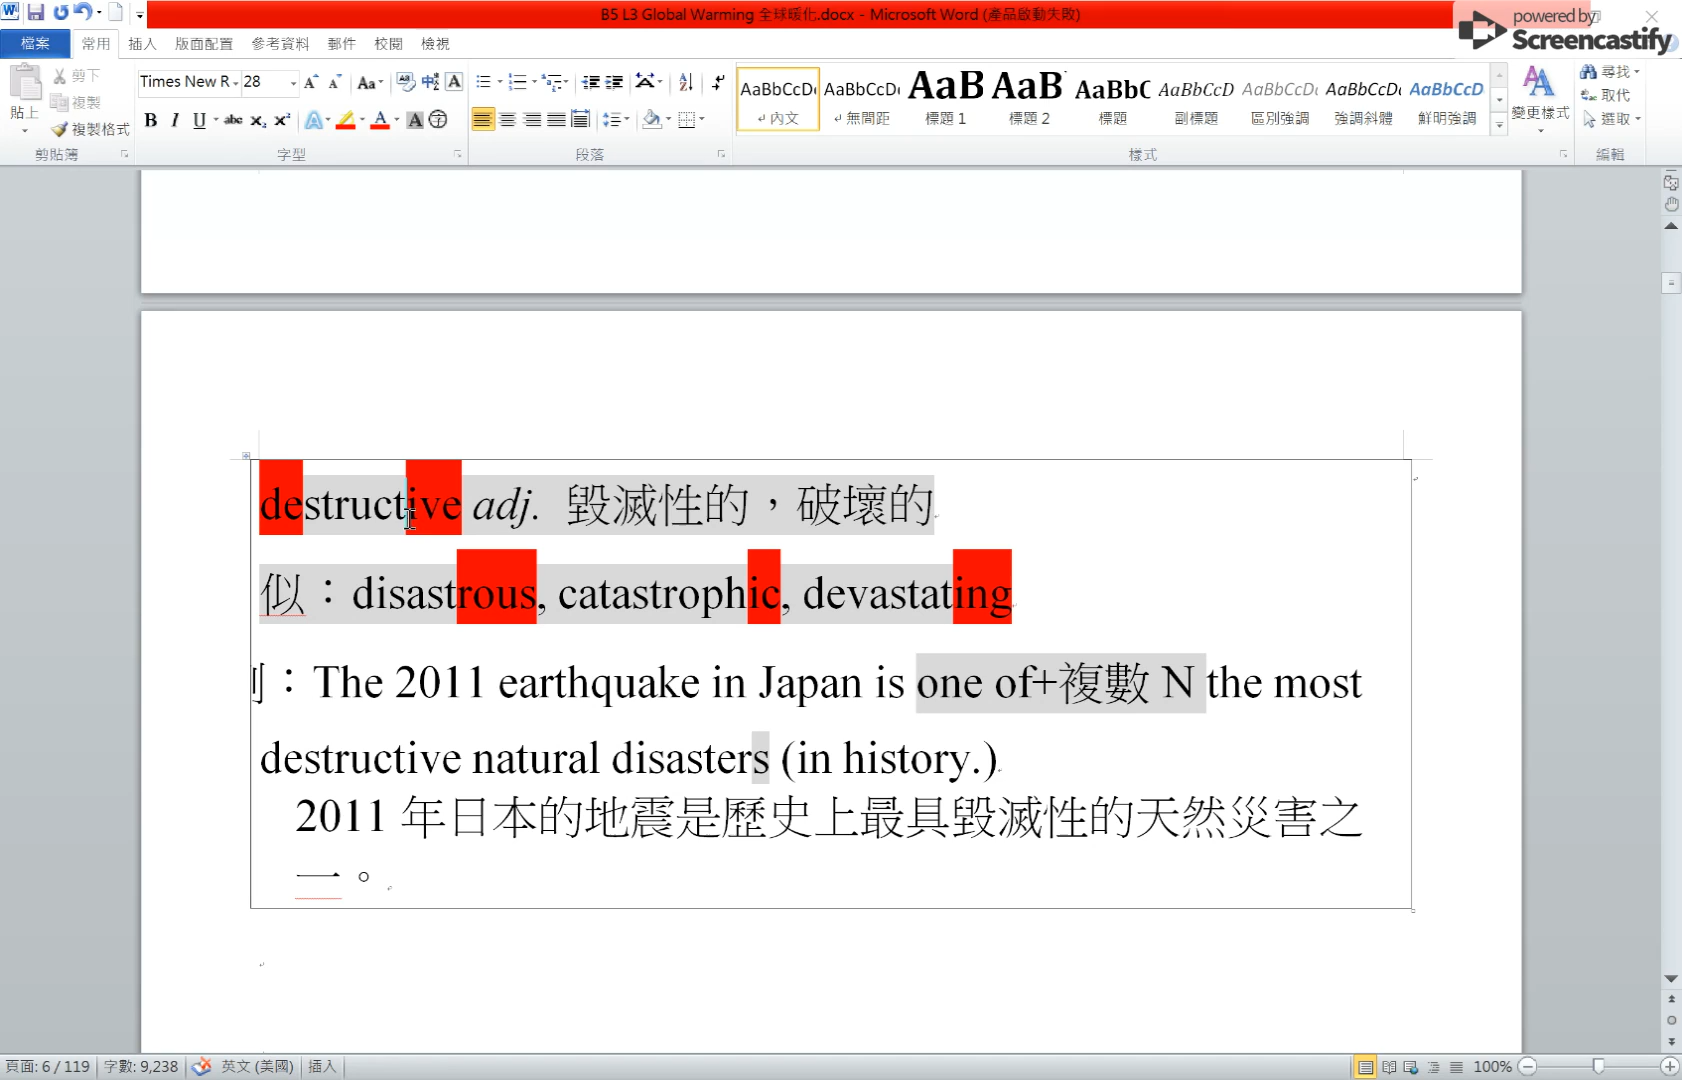 B5 L3 Global Warming 全球暖化.docx - Microsoft Word (產品啟動失敗)
powered by
Screencastify
檔案 常用 插入 版面配置 參考資料 郵件 校閱 檢視
貼上 剪下 複製 複製格式 剪貼簿
Times New R 28
字型
段落
AaBbCcDc AaBbCcDc AaB AaB AaBbC AaBbCcD AaBbCcDc AaBbCcDc AaBbCcD
內文 無間距 標題 1 標題 2 標題 副標題 區別強調 強調斜體 鮮明強調
樣式
變更樣式
尋找
取代
選取
編輯
destructive adj. 毀滅性的，破壞的
似：disastrous, catastrophic, devastating
：The 2011 earthquake in Japan is one of+複數 N the most
destructive natural disasters (in history.)
2011 年日本的地震是歷史上最具毀滅性的天然災害之
一。
頁面: 6 / 119 字數: 9,238 英文 (美國) 插入 100%